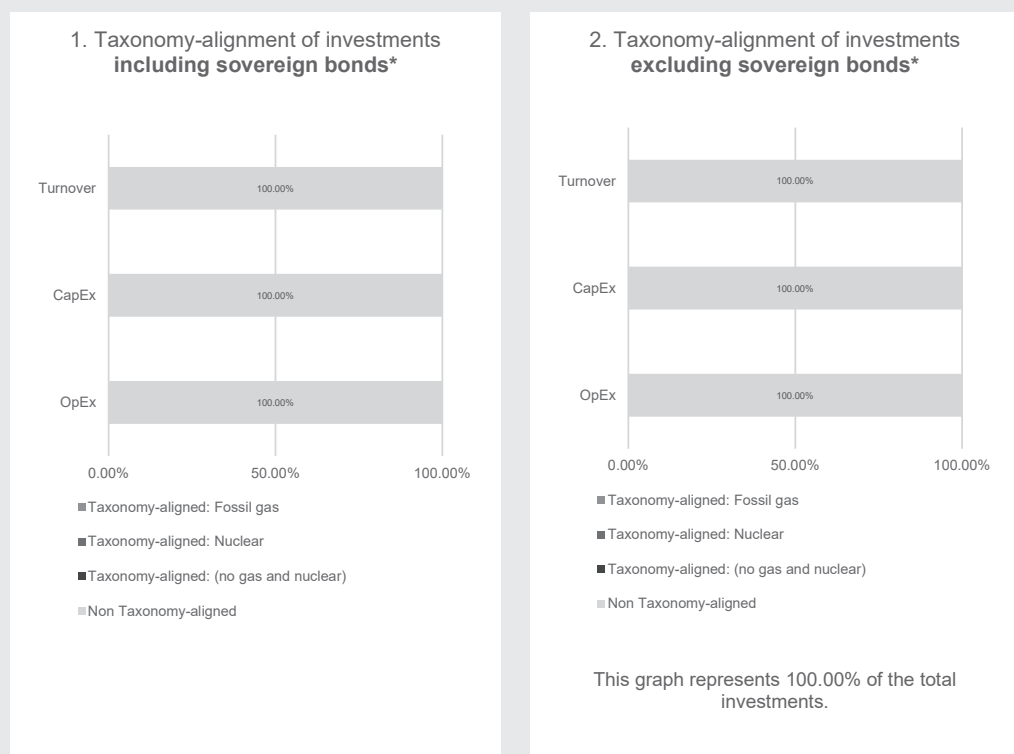 1. Taxonomy-alignment of investments
including sovereign bonds*
Turnover
100.00%
CapEx
100.00%
OpEx
100.00%
0.00%
50.00%
100.00%
Taxonomy-aligned: Fossil gas
Taxonomy-aligned: Nuclear
Taxonomy-aligned: (no gas and nuclear)
Non Taxonomy-aligned
2. Taxonomy-alignment of investments
excluding sovereign bonds*
Turnover
100.00%
CapEx
100.00%
OpEx
100.00%
0.00%
50.00%
100.00%
Taxonomy-aligned: Fossil gas
Taxonomy-aligned: Nuclear
Taxonomy-aligned: (no gas and nuclear)
Non Taxonomy-aligned
This graph represents 100.00% of the total
investments.